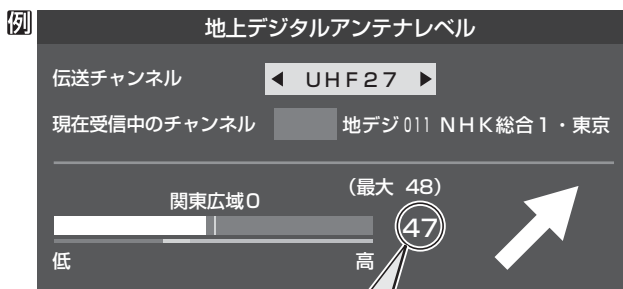 例
地上デジタルアンテナレベル
伝送チャンネル ◀ UHF27 ▶
現在受信中のチャンネル 地デジ011 NHK総合1・東京
関東広域0 (最大 48)
47
低 高